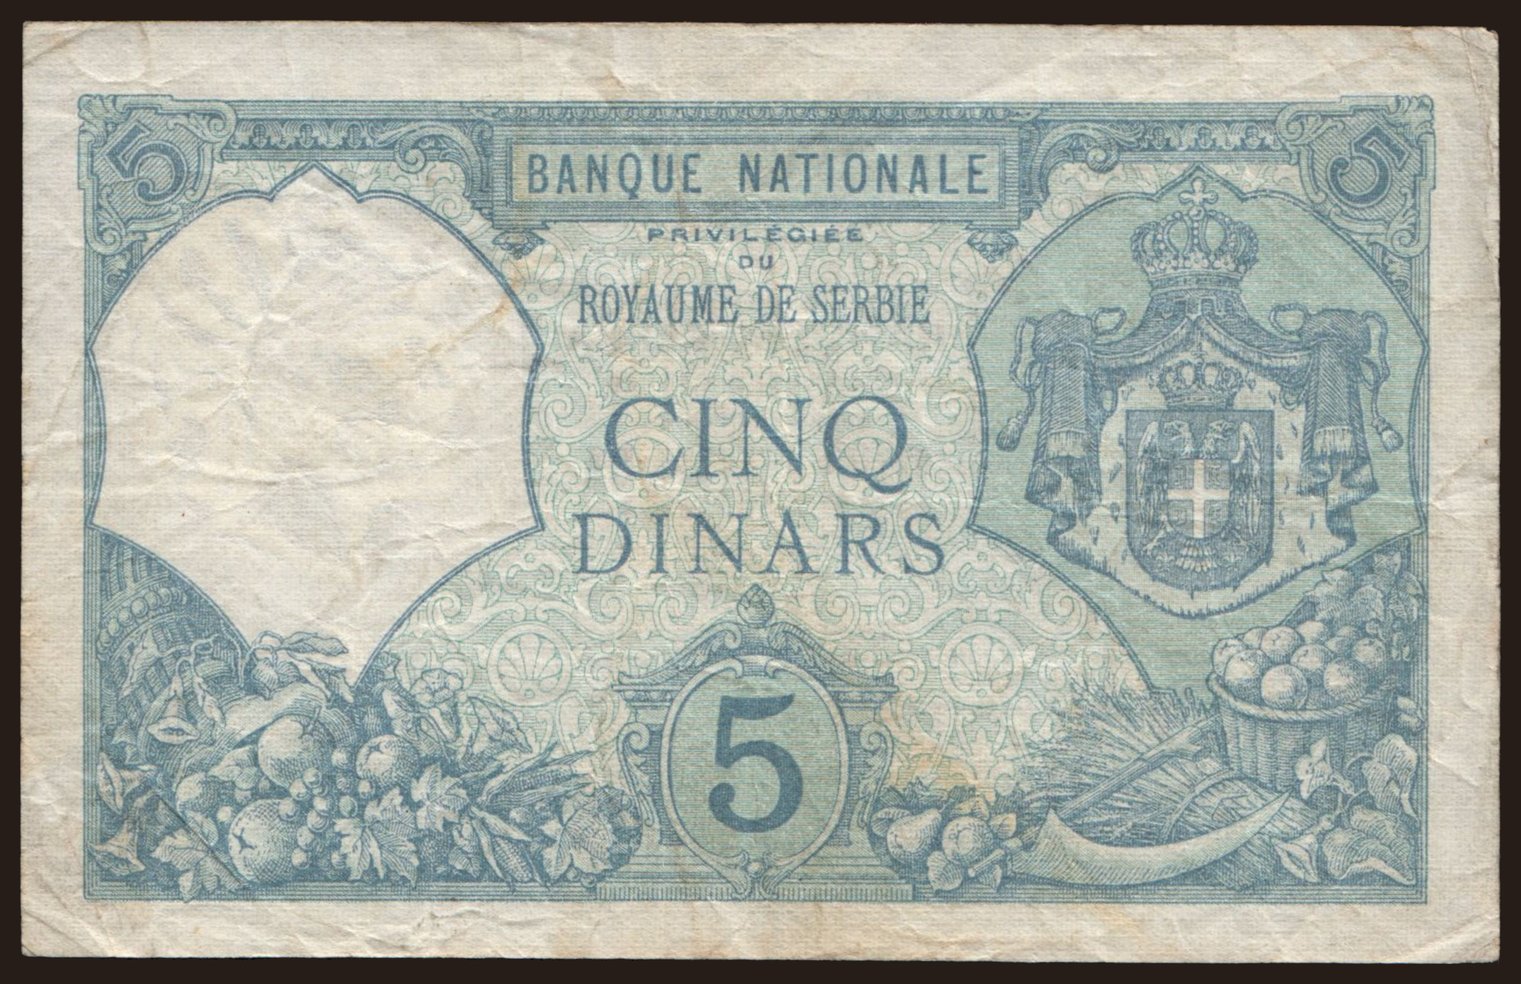 5 5
BANQUE NATIONALE
PRIVILÉGIÉE
DU
ROYAUME DE SERBIE
CINQ
DINARS
5